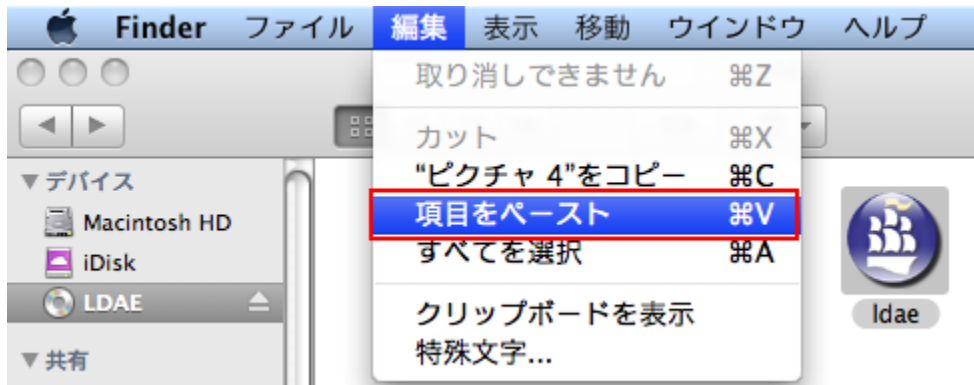 Finder ファイル 編集 表示 移動 ウインドウ ヘルプ
取り消しできません ⌘Z
カット ⌘X
“ピクチャ 4”をコピー ⌘C
項目をペースト ⌘V
すべてを選択 ⌘A
クリップボードを表示
特殊文字...
デバイス
Macintosh HD
iDisk
LDAE
共有
ldae